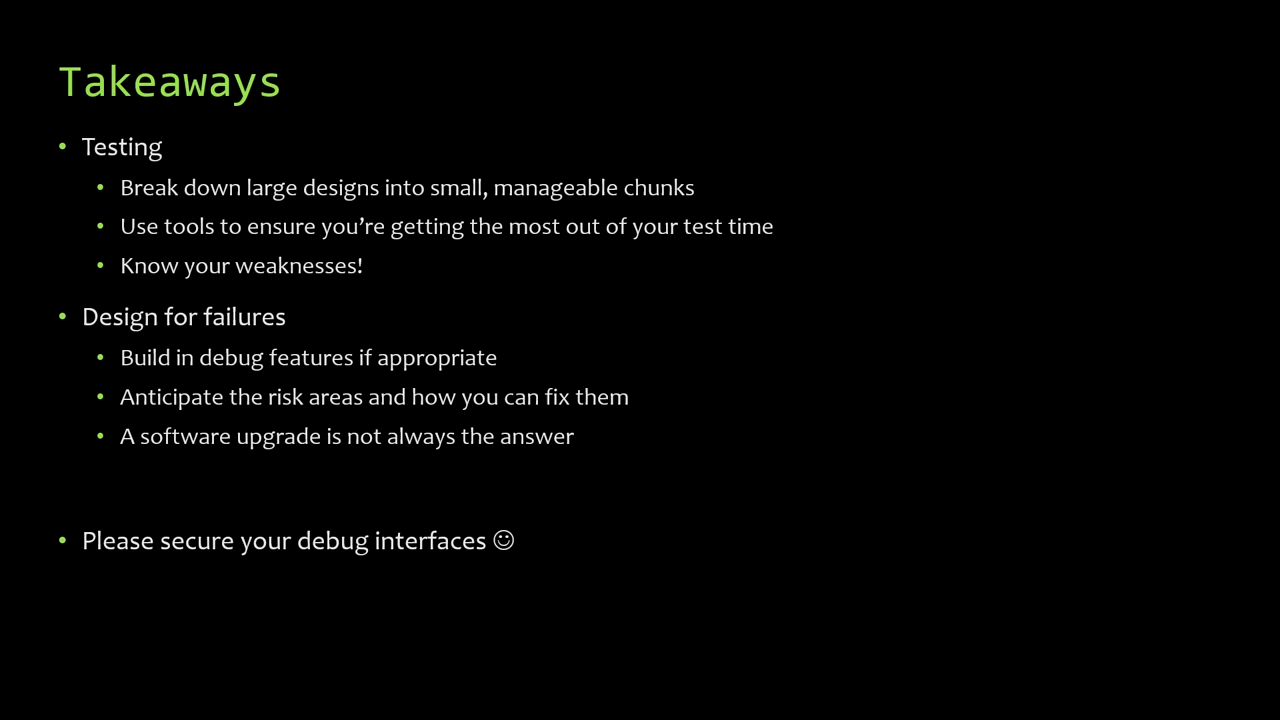 Takeaways
• Testing
• Break down large designs into small, manageable chunks
• Use tools to ensure you’re getting the most out of your test time
• Know your weaknesses!
• Design for failures
• Build in debug features if appropriate
• Anticipate the risk areas and how you can fix them
• A software upgrade is not always the answer
• Please secure your debug interfaces ☺